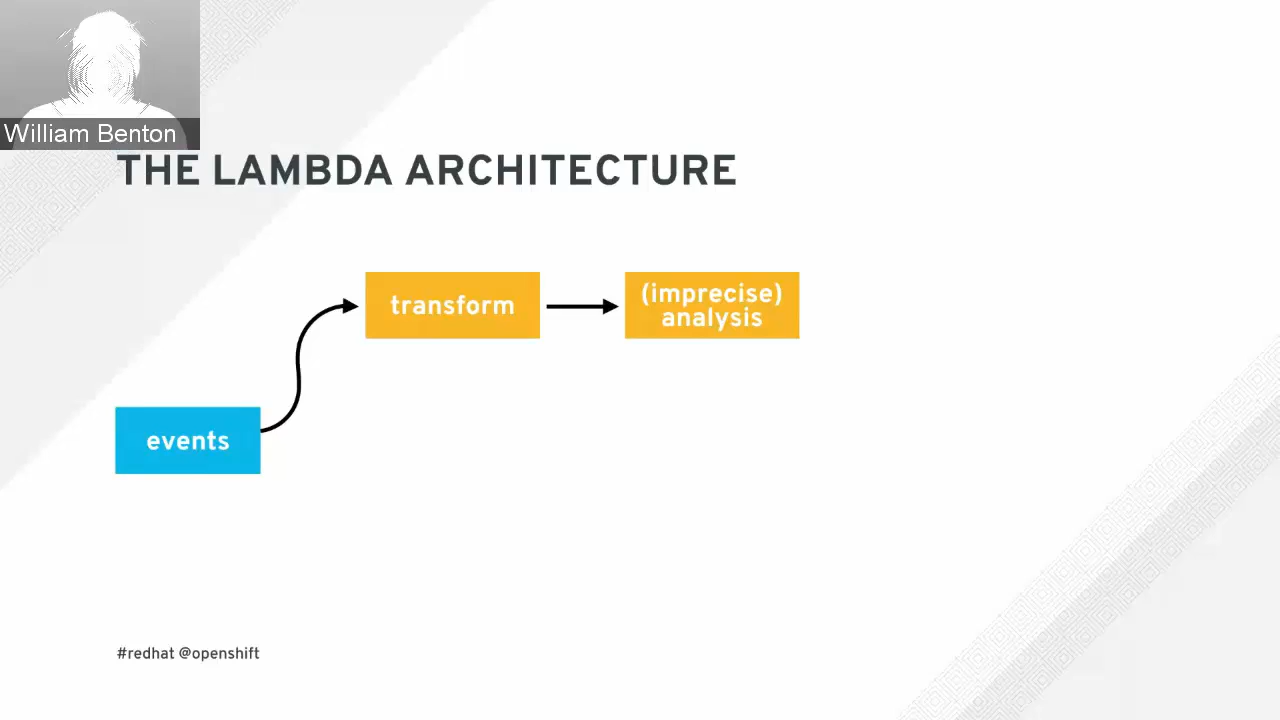 William Benton
THE LAMBDA ARCHITECTURE
transform
(imprecise)
analysis
events
#redhat @openshift